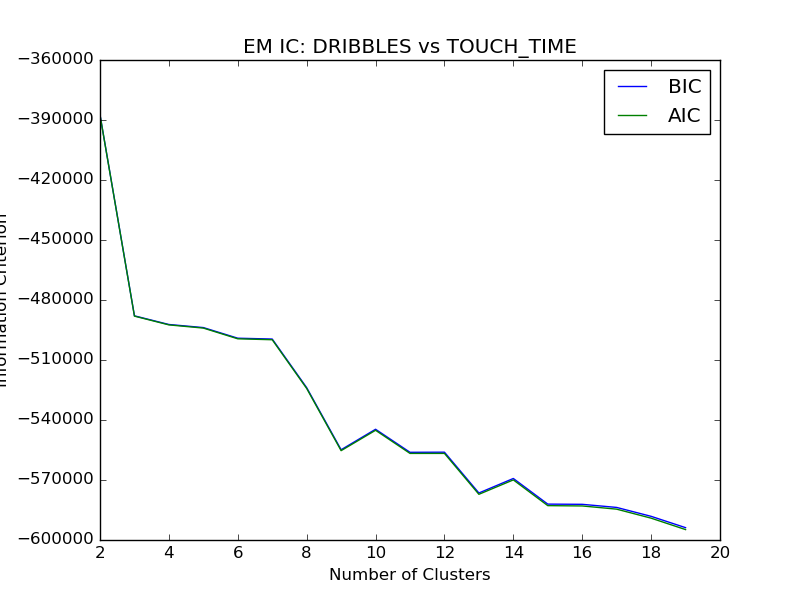 EM IC: DRIBBLES vs TOUCH_TIME
−360000
−390000
−420000
−450000
−480000
−510000
−540000
−570000
−600000
Information Criterion
BIC
AIC
2 4 6 8 10 12 14 16 18 20
Number of Clusters